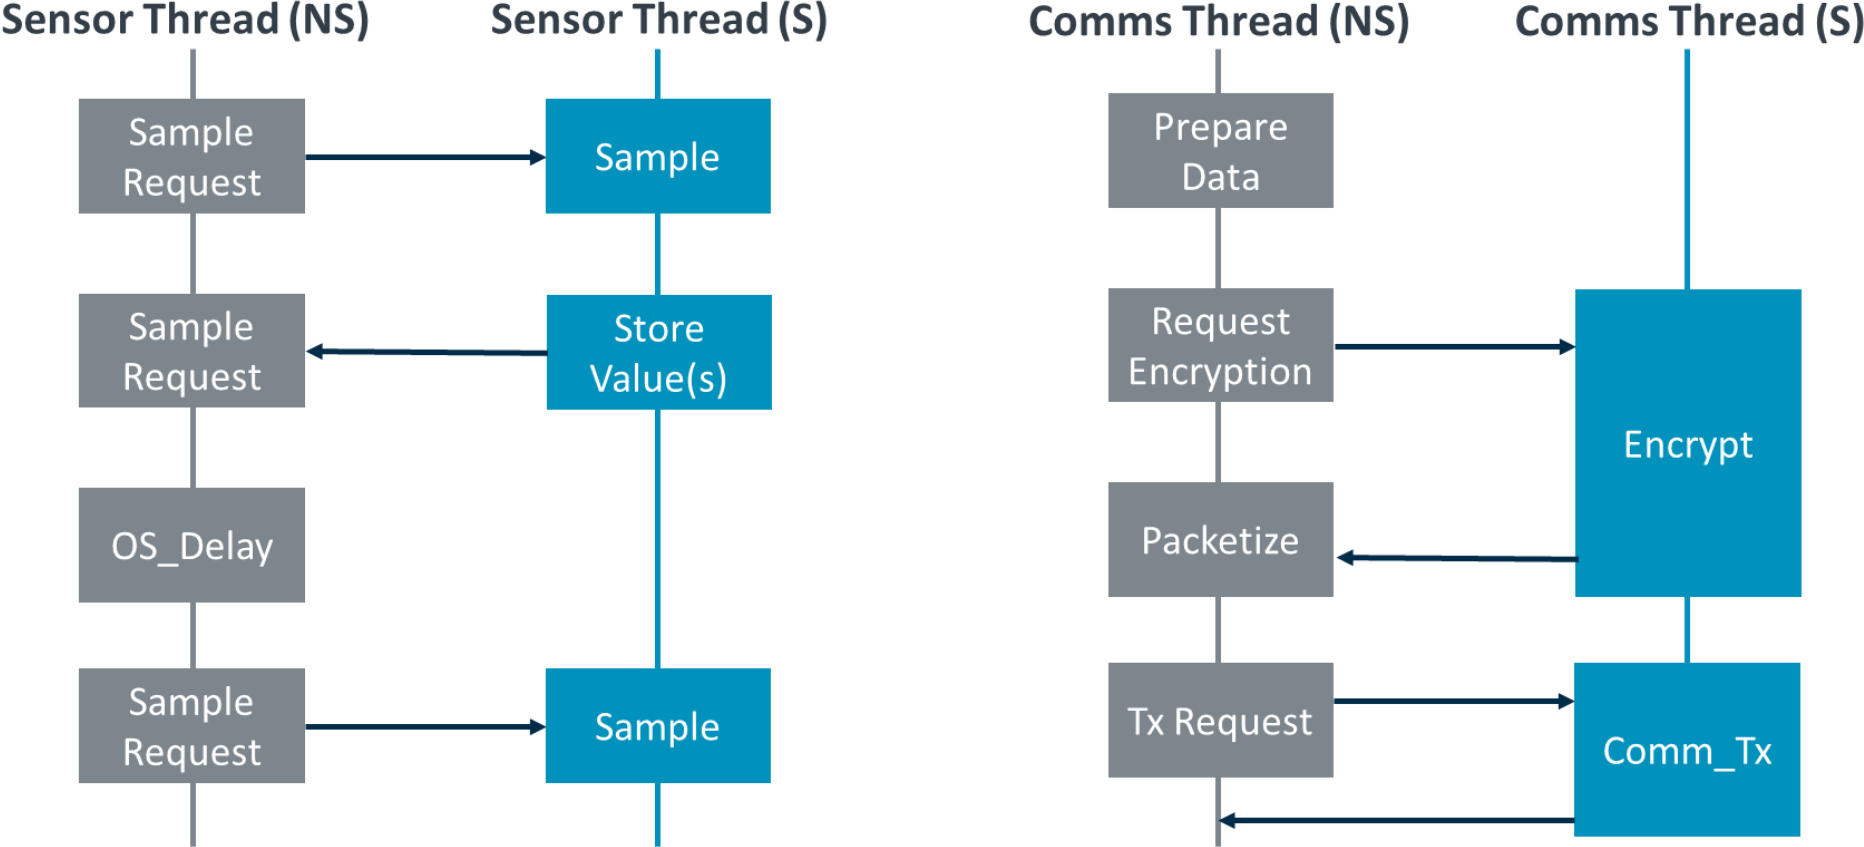 Sensor Thread (NS)
Sensor Thread (S)
Sample
Request
Sample
Sample
Request
Store
Value(s)
OS_Delay
Sample
Request
Sample
Comms Thread (NS)
Comms Thread (S)
Prepare
Data
Request
Encryption
Encrypt
Packetize
Tx Request
Comm_Tx